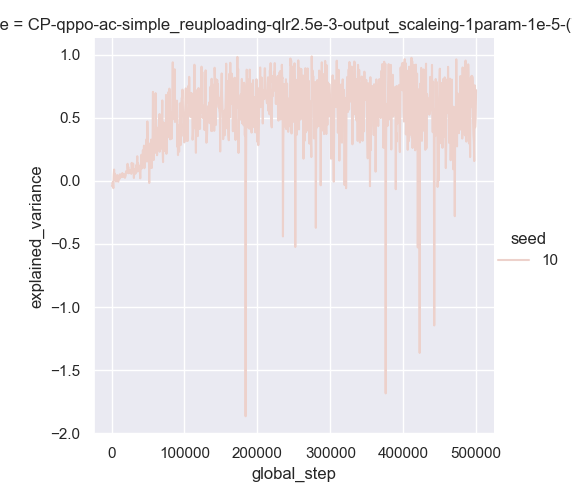 e = CP-qppo-ac-simple_reuploading-qlr2.5e-3-output_scaleing-1param-1e-5-(
1.0
0.5
0.0
−0.5
−1.0
−1.5
−2.0
explained_variance
0 100000 200000 300000 400000 500000
global_step
seed
10